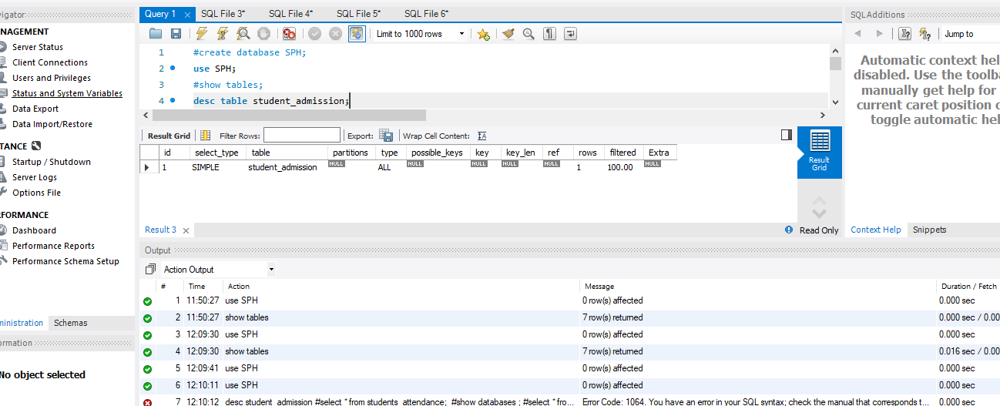 vigator
Query 1 × SQL File 3* SQL File 4* SQL File 5* SQL File 6*
SQLAdditions
NAGEMENT
Server Status
Client Connections
Users and Privileges
Status and System Variables
Data Export
Data Import/Restore
TANCE
Startup / Shutdown
Server Logs
Options File
RFORMANCE
Dashboard
Performance Reports
Performance Schema Setup
ministration Schemas
ormation
No object selected
Limit to 1000 rows
1 #create database SPH;
2 use SPH;
3 #show tables;
4 desc table student_admission;
Result Grid Filter Rows: Export: Wrap Cell Content: IA
id select_type table partitions type possible_keys key key_len ref rows filtered Extra
1 SIMPLE student_admission NULL ALL NULL NULL NULL NULL 1 100.00 NULL
Result
Grid
Result 3 ×
Read Only
Jump to
Automatic context hel
disabled. Use the toolba
manually get help for
current caret position o
toggle automatic hel
Context Help Snippets
Output
Action Output
# Time Action Message Duration / Fetch
1 11:50:27 use SPH 0 row(s) affected 0.000 sec
2 11:50:27 show tables 7 row(s) returned 0.000 sec / 0.00
3 12:09:30 use SPH 0 row(s) affected 0.000 sec
4 12:09:30 show tables 7 row(s) returned 0.016 sec / 0.00
5 12:09:41 use SPH 0 row(s) affected 0.000 sec
6 12:10:11 use SPH 0 row(s) affected 0.000 sec
7 12:10:12 desc student_admission #select * from students_attendance; #show databases ; #select * fro... Error Code: 1064. You have an error in your SQL syntax; check the manual that corresponds t... 0.000 sec